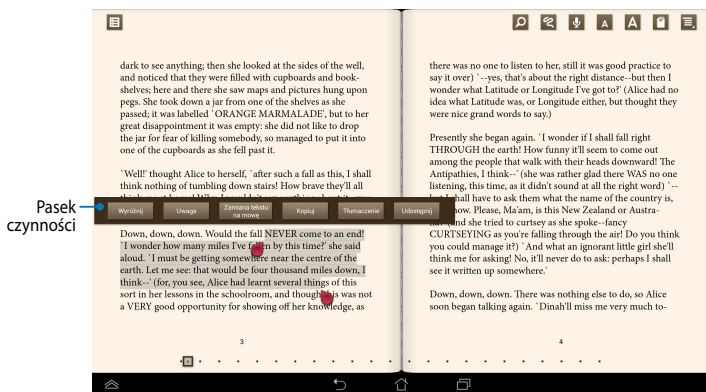 dark to see anything; then she looked at the sides of the well,
and noticed that they were filled with cupboards and book-
shelves; here and there she saw maps and pictures hung upon
pegs. She took down a jar from one of the shelves as she
passed; it was labelled `ORANGE MARMALADE', but to her
great disappointment it was empty: she did not like to drop
the jar for fear of killing somebody, so managed to put it into
one of the cupboards as she fell past it.
`Well!' thought Alice to herself, `after such a fall as this, I shall
think nothing of tumbling down stairs! How brave they'll all
Pasek
czynności
Wyróżnij
Uwaga
Zamiana tekstu
na mowę
Kopiuj
Tłumaczenie
Udostępnij
Down, down, down. Would the fall NEVER come to an end!
`I wonder how many miles I've fallen by this time?' she said
aloud. `I must be getting somewhere near the centre of the
earth. Let me see: that would be four thousand miles down, I
think--' (for, you see, Alice had learnt several things of this
sort in her lessons in the schoolroom, and though this was not
a VERY good opportunity for showing off her knowledge, as
3
there was no one to listen to her, still it was good practice to
say it over) `--yes, that's about the right distance--but then I
wonder what Latitude or Longitude I've got to?' (Alice had no
idea what Latitude was, or Longitude either, but thought they
were nice grand words to say.)
Presently she began again. `I wonder if I shall fall right
THROUGH the earth! How funny it'll seem to come out
among the people that walk with their heads downward! The
Antipathies, I think--' (she was rather glad there WAS no one
listening, this time, as it didn't sound at all the right word) `--
but I shall have to ask them what the name of the country is,
know. Please, Ma'am, is this New Zealand or Austra-
and she tried to curtsey as she spoke--fancy
CURTSEYING as you're falling through the air! Do you think
you could manage it?) `And what an ignorant little girl she'll
think me for asking! No, it'll never do to ask: perhaps I shall
see it written up somewhere.'
Down, down, down. There was nothing else to do, so Alice
soon began talking again. `Dinah'll miss me very much to-
4
A A